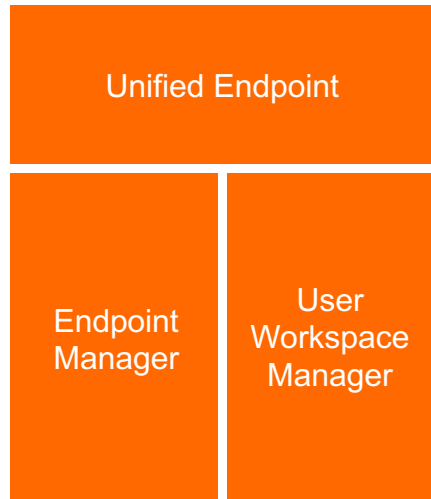 Unified Endpoint
Endpoint
Manager
User
Workspace
Manager